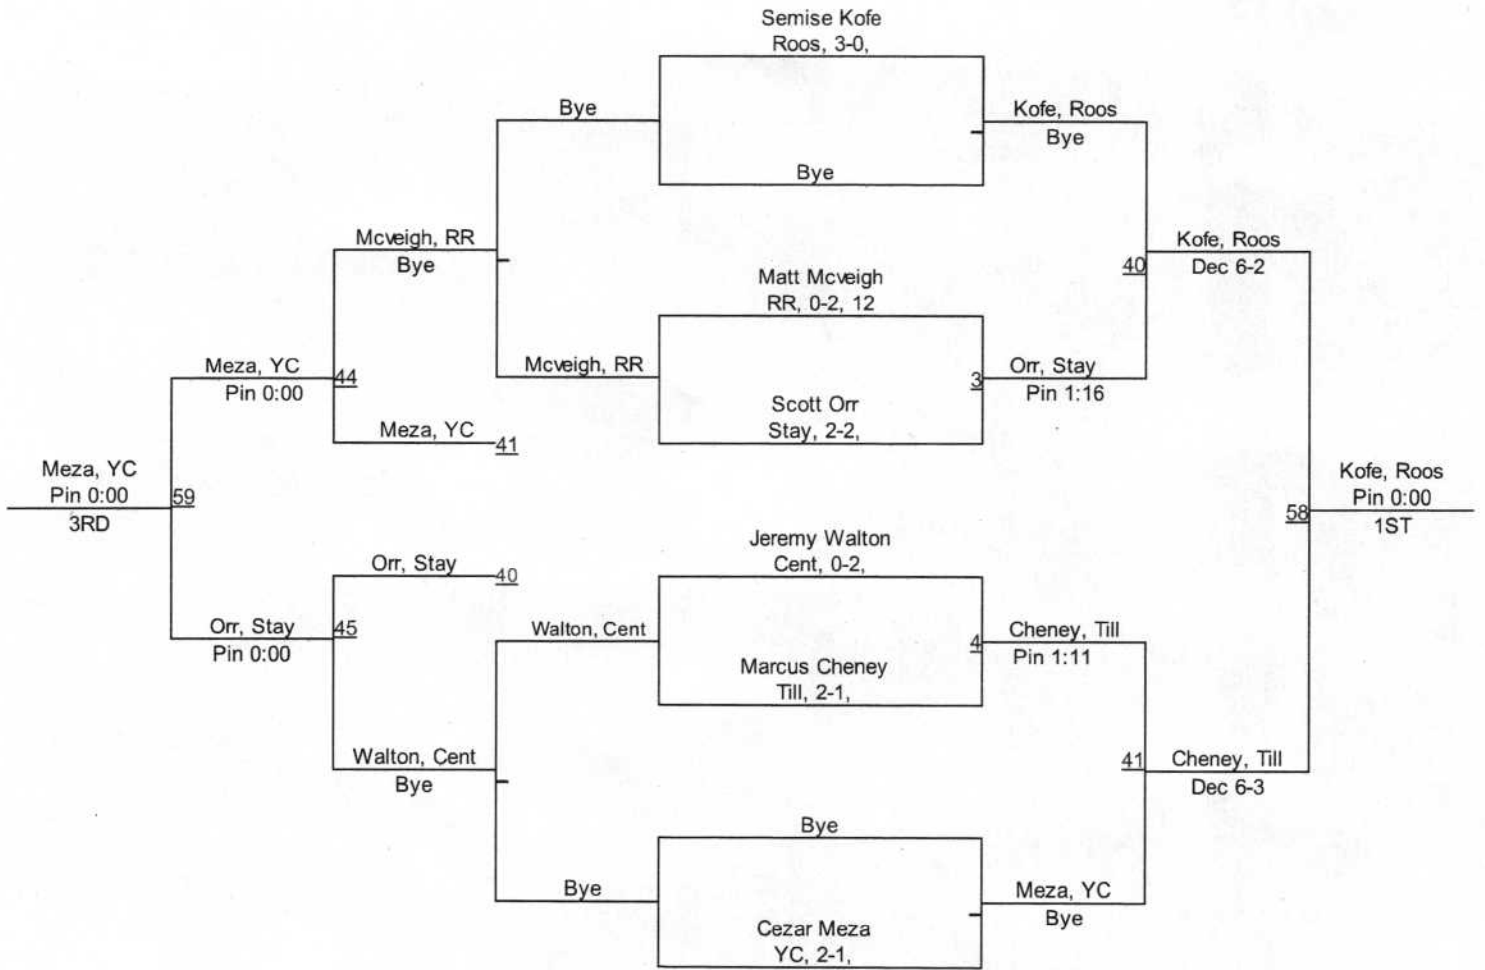 Semise Kofe
Roos, 3-0,
Bye
Kofe, Roos
Bye
Bye
Mcveigh, RR
Bye
Kofe, Roos
Dec 6-2
40
Matt Mcveigh
RR, 0-2, 12
Meza, YC
Pin 0:00
44
Mcveigh, RR
3
Orr, Stay
Pin 1:16
Scott Orr
Stay, 2-2,
Meza, YC
41
Meza, YC
Pin 0:00
3RD
59
Kofe, Roos
Pin 0:00
1ST
58
Jeremy Walton
Cent, 0-2,
Orr, Stay
40
Orr, Stay
Pin 0:00
45
Walton, Cent
4
Cheney, Till
Pin 1:11
Marcus Cheney
Till, 2-1,
Walton, Cent
Bye
41
Cheney, Till
Dec 6-3
Bye
Bye
Meza, YC
Bye
Cezar Meza
YC, 2-1,